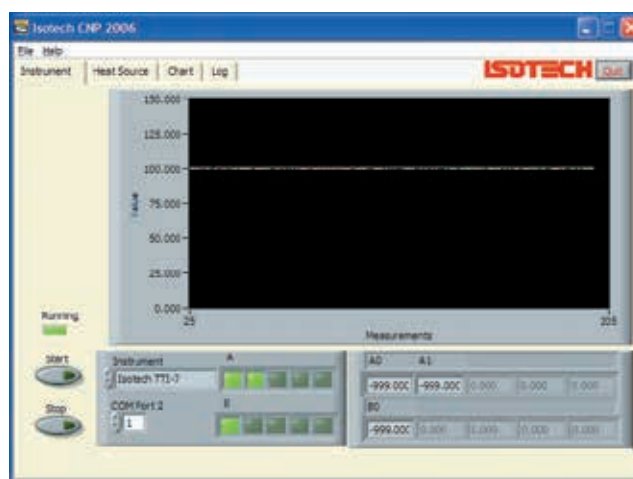 Isotech CNP 2006
File Help
Instrument Heat Source Chart Log ISOTECH Quit
150.000
125.000
100.000
Value
75.000
50.000
25.000
0.000
25 205
Measurements
Running
Start
Stop
Instrument A
Isotech TTI-7
COM Port 2 B
1
A0 A1
-999.000 -999.000 0.000 0.000 0.000
B0
-999.000 0.000 0.000 0.000 0.000